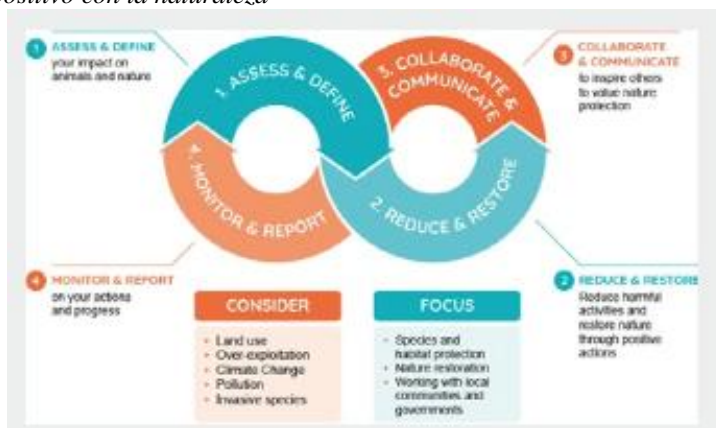 positivo con la naturaleza
1 ASSESS & DEFINE
your impact on
animals and nature
1. ASSESS & DEFINE
3. COLLABORATE &
COMMUNICATE
3 COLLABORATE
& COMMUNICATE
to inspire others
to value nature
protection
4. MONITOR & REPORT
2. REDUCE & RESTORE
4 MONITOR & REPORT
on your actions
and progress
2 REDUCE & RESTORE
Reduce harmful
activities and
restore nature
through positive
actions
CONSIDER
• Land use
• Over-exploitation
• Climate Change
• Pollution
• Invasive species
FOCUS
• Species and
habitat protection
• Nature restoration
• Working with local
communities and
governments